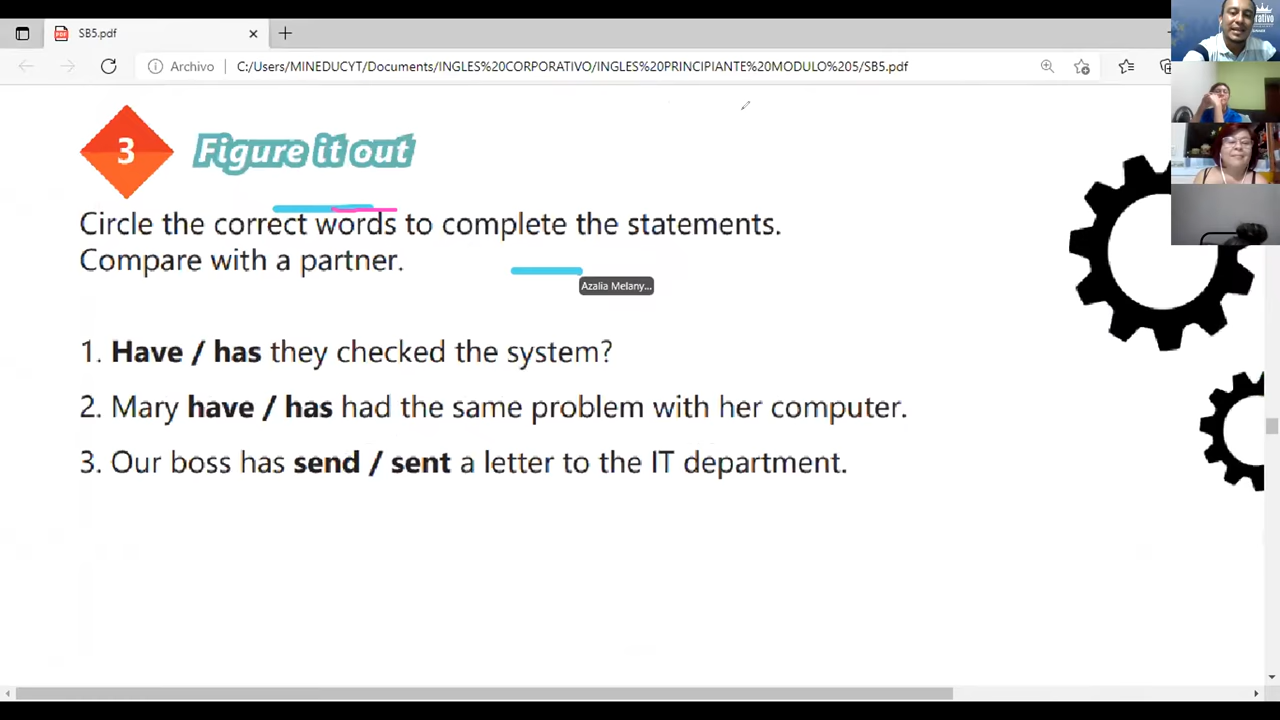 SB5.pdf
Archivo
C:/Users/MINEDUCYT/Documents/INGLES%20CORPORATIVO/INGLES%20PRINCIPIANTE%20MODULO%205/SB5.pdf
3 Figure it out
Circle the correct words to complete the statements.
Compare with a partner.
Azalia Melany...
1. Have / has they checked the system?
2. Mary have / has had the same problem with her computer.
3. Our boss has send / sent a letter to the IT department.